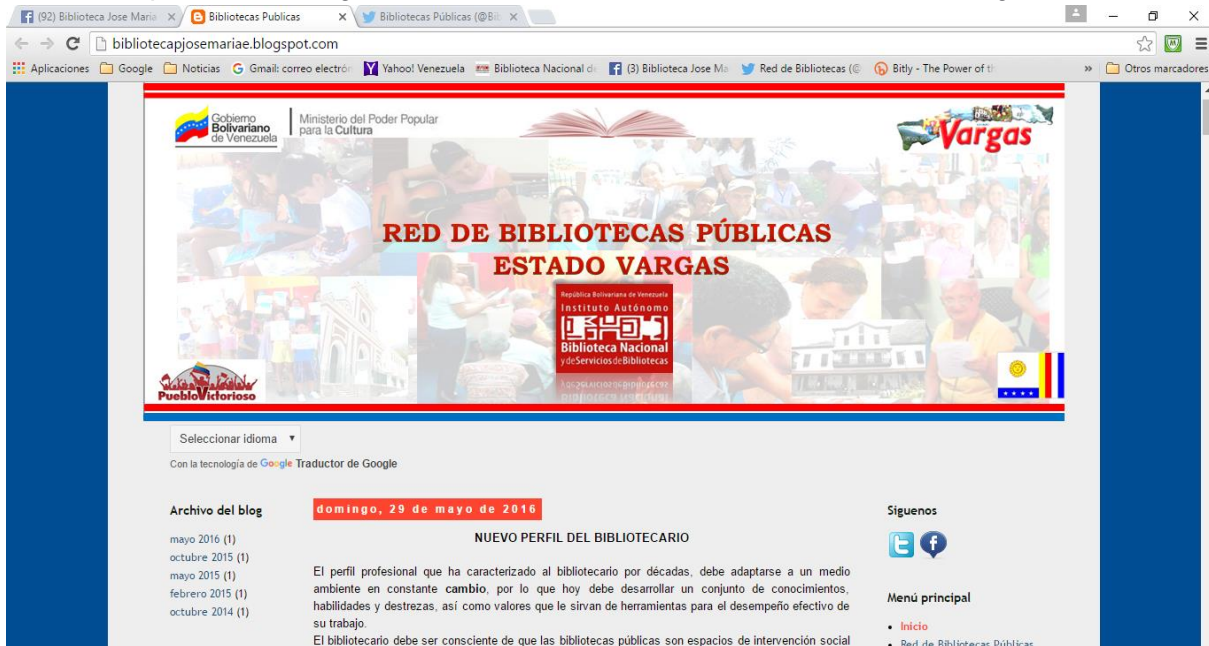 (92) Biblioteca Jose Maria
Bibliotecas Publicas
Bibliotecas Públicas (@Bib
bibliotecapjosemariae.blogspot.com
Aplicaciones
Google
Noticias
Gmail: correo electrón
Yahoo! Venezuela
Biblioteca Nacional d
(3) Biblioteca Jose Ma
Red de Bibliotecas (@
Bitly - The Power of t
» Otros marcadores
Gobierno
Bolivariano
de Venezuela
Ministerio del Poder Popular
para la Cultura
Vargas
RED DE BIBLIOTECAS PÚBLICAS
ESTADO VARGAS
República Bolivariana de Venezuela
Instituto Autónomo
Biblioteca Nacional
y de Servicios de Bibliotecas
PuebloVictorioso
Seleccionar idioma
Con la tecnología de Google Traductor de Google
Archivo del blog
mayo 2016 (1)
octubre 2015 (1)
mayo 2015 (1)
febrero 2015 (1)
octubre 2014 (1)
domingo, 29 de mayo de 2016
NUEVO PERFIL DEL BIBLIOTECARIO
El perfil profesional que ha caracterizado al bibliotecario por décadas, debe adaptarse a un medio
ambiente en constante cambio, por lo que hoy debe desarrollar un conjunto de conocimientos,
habilidades y destrezas, así como valores que le sirvan de herramientas para el desempeño efectivo de
su trabajo.
El bibliotecario debe ser consciente de que las bibliotecas públicas son espacios de intervención social
Siguenos
Menú principal
Inicio
Red de Bibliotecas Públicas